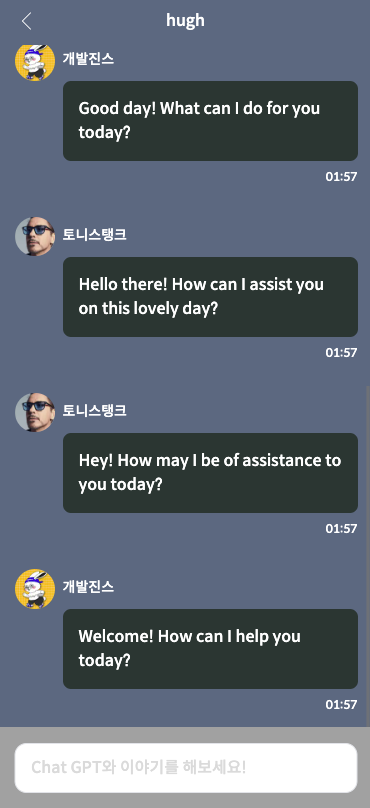 hugh
개발진스
Good day! What can I do for you
today?
01:57
토니스탱크
Hello there! How can I assist you
on this lovely day?
01:57
토니스탱크
Hey! How may I be of assistance to
you today?
01:57
개발진스
Welcome! How can I help you
today?
01:57
Chat GPT와 이야기를 해보세요!